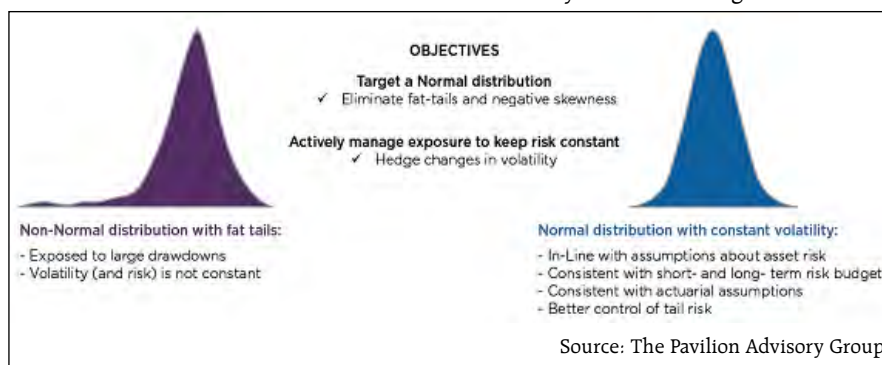 OBJECTIVES
Target a Normal distribution
✓ Eliminate fat-tails and negative skewness
Actively manage exposure to keep risk constant
✓ Hedge changes in volatility
Non-Normal distribution with fat tails:
- Exposed to large drawdowns
- Volatility (and risk) is not constant
Normal distribution with constant volatility:
- In-Line with assumptions about asset risk
- Consistent with short- and long- term risk budget
- Consistent with actuarial assumptions
- Better control of tail risk
Source: The Pavilion Advisory Group